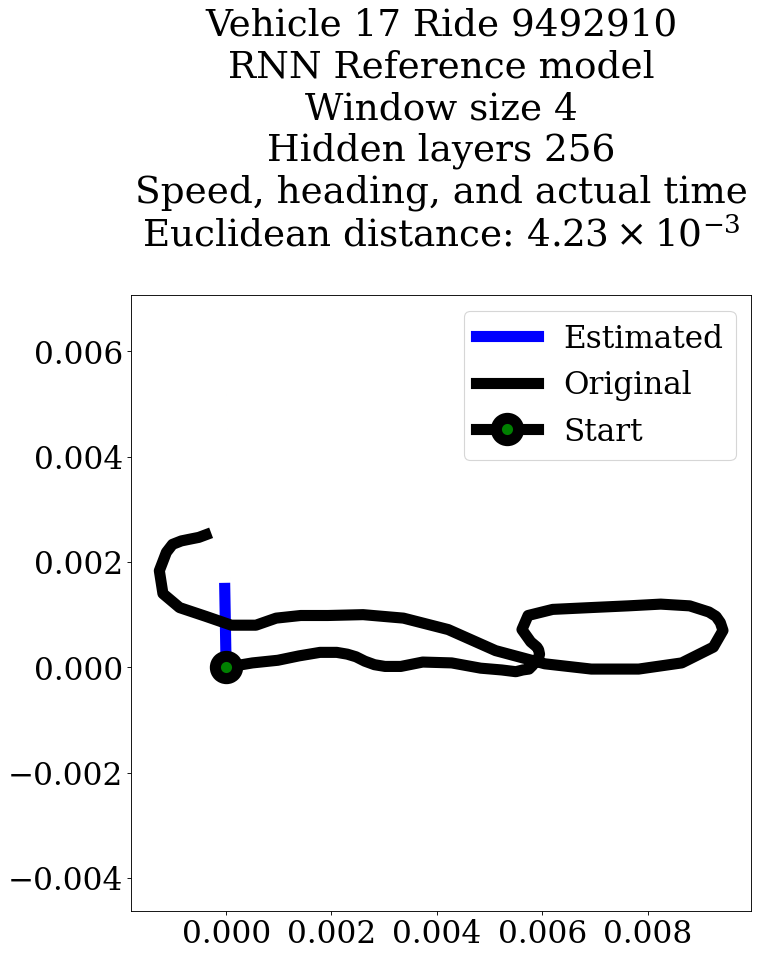 Vehicle 17 Ride 9492910
RNN Reference model
Window size 4
Hidden layers 256
Speed, heading, and actual time
Euclidean distance: 4.23 × 10⁻³
Estimated
Original
Start
0.006
0.004
0.002
0.000
−0.002
−0.004
0.000 0.002 0.004 0.006 0.008